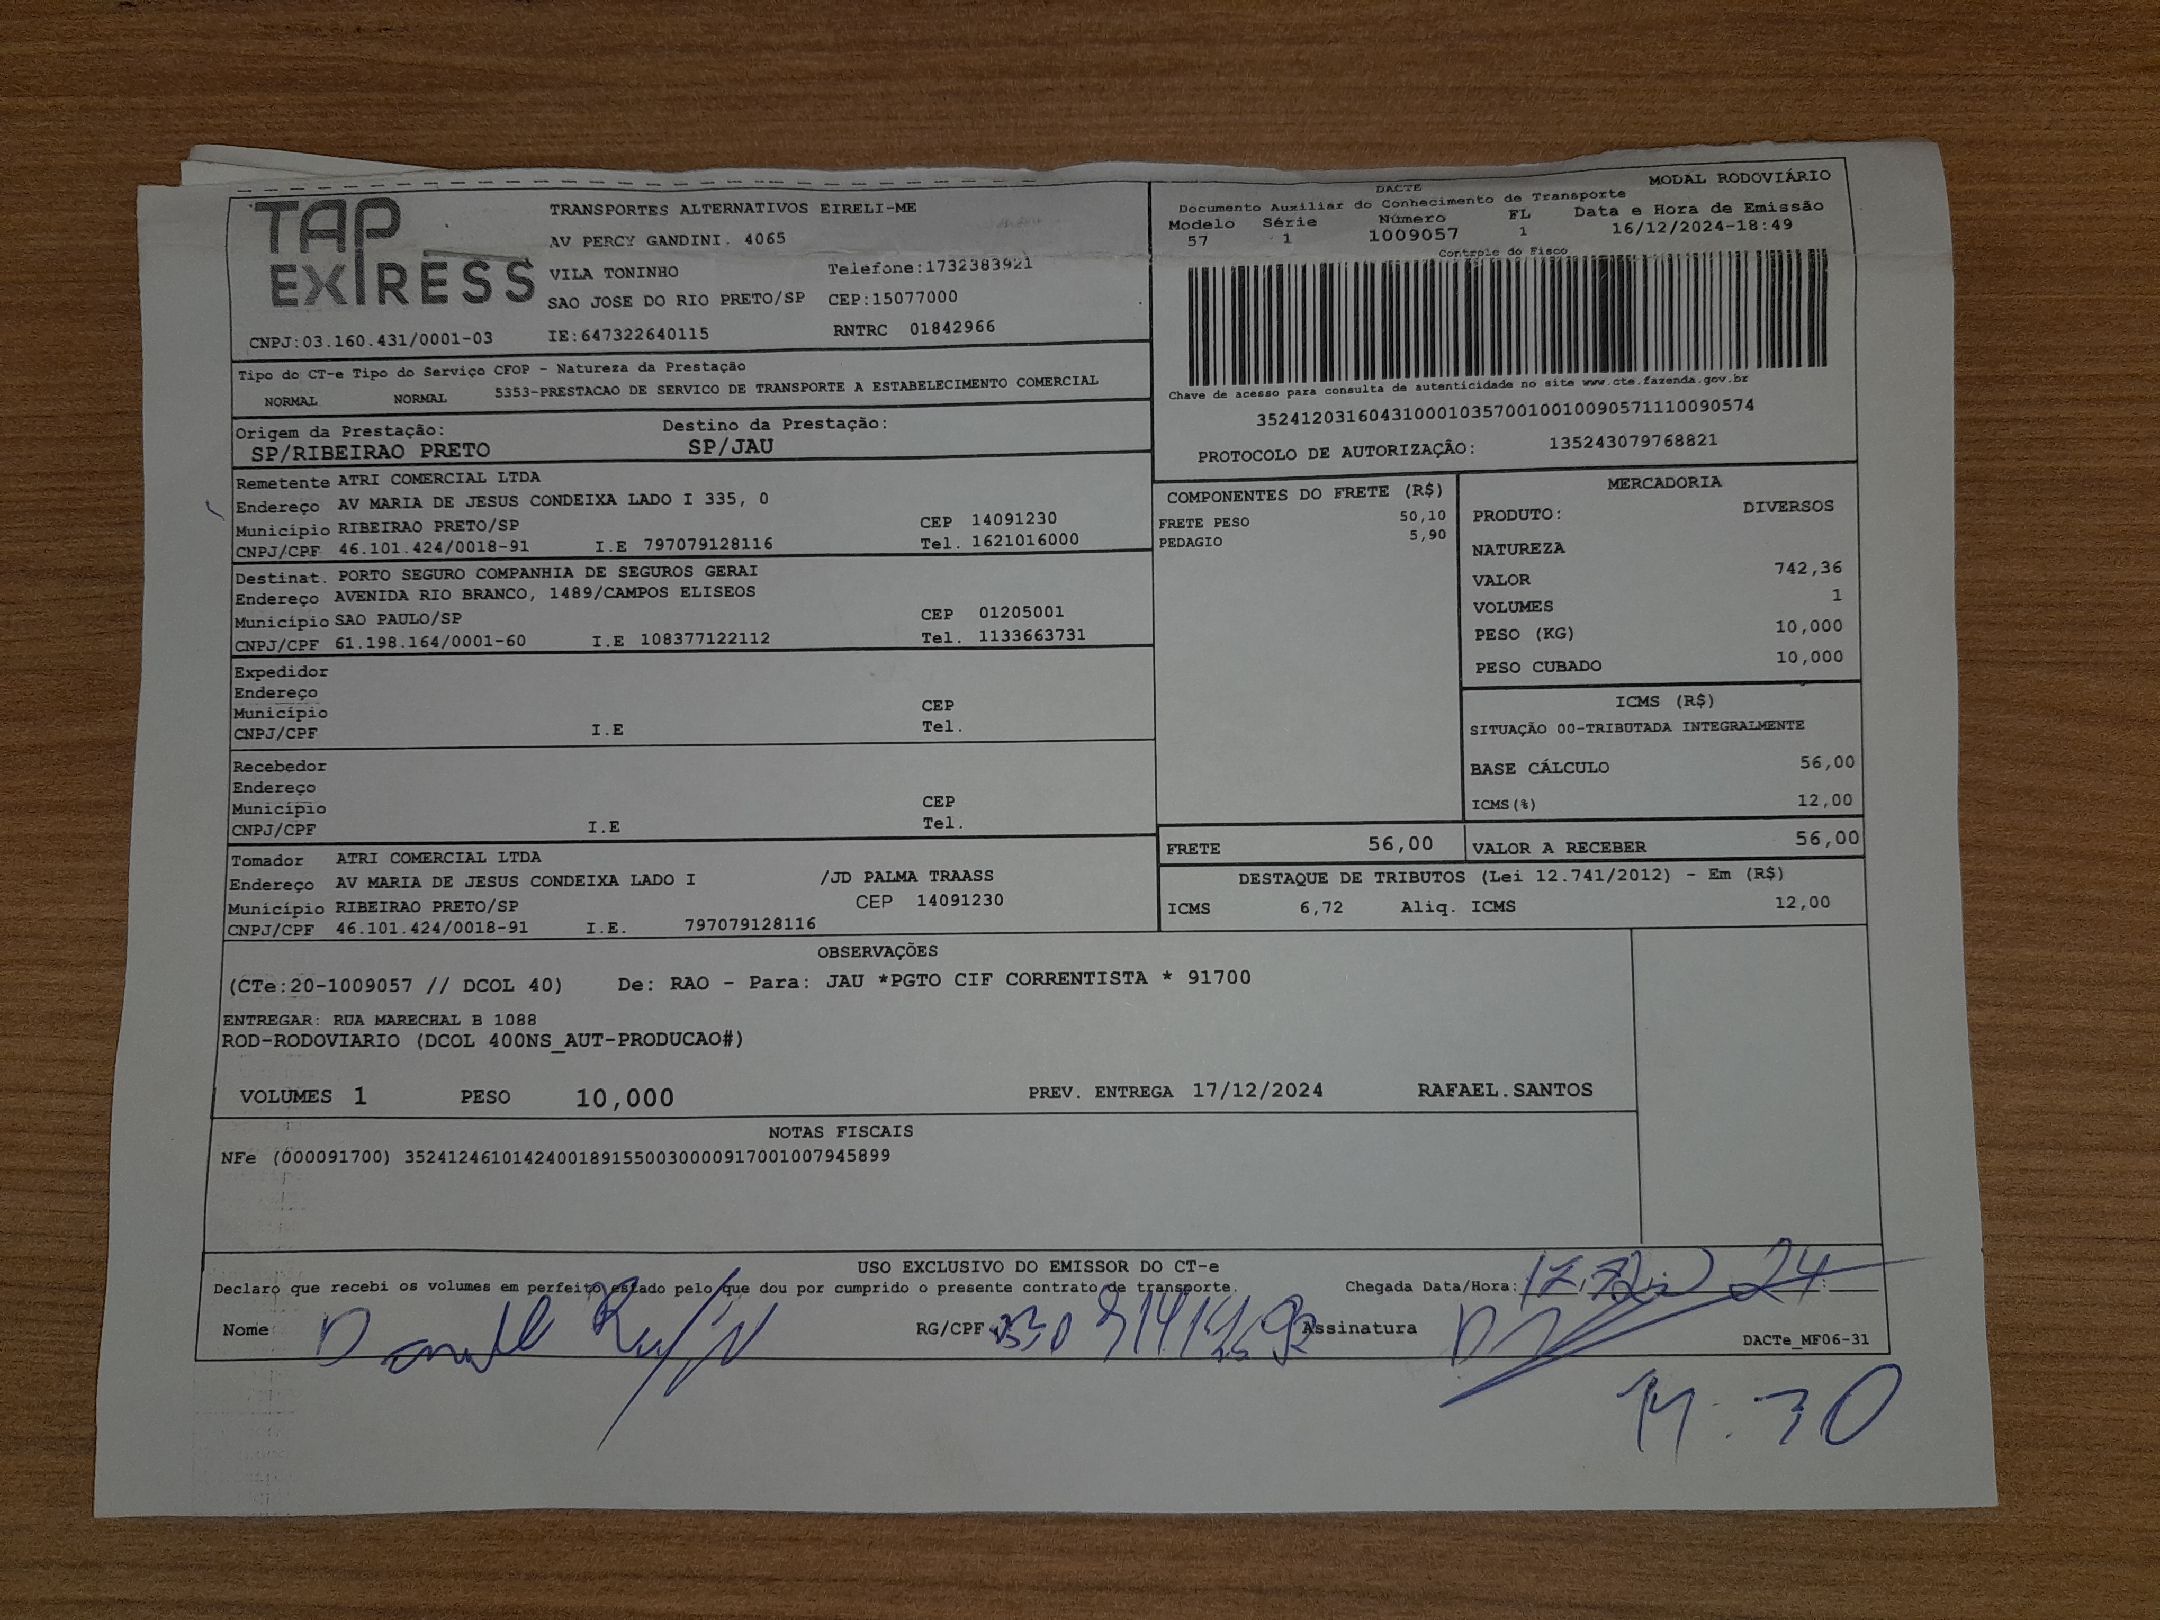 TAP EXPRESS
TRANSPORTES ALTERNATIVOS EIRELI-ME
AV PERCY GANDINI. 4065
VILA TONINHO Telefone:1732383921
SAO JOSE DO RIO PRETO/SP CEP:15077000
CNPJ:03.160.431/0001-03 IE:647322640115 RNTRC 01842966
DACTE MODAL RODOVIÁRIO
Documento Auxiliar do Conhecimento de Transporte
Modelo Série Número FL Data e Hora de Emissão
57 1 1009057 1 16/12/2024-18:49
Controle do Fisco
Chave de acesso para consulta de autenticidade no site www.cte.fazenda.gov.br
35241203160431000103570010010090571110090574
PROTOCOLO DE AUTORIZAÇÃO: 135243079768821
Tipo do CT-e Tipo do Serviço CFOP - Natureza da Prestação
NORMAL NORMAL 5353-PRESTACAO DE SERVICO DE TRANSPORTE A ESTABELECIMENTO COMERCIAL
Origem da Prestação: Destino da Prestação:
SP/RIBEIRAO PRETO SP/JAU
Remetente ATRI COMERCIAL LTDA
Endereço AV MARIA DE JESUS CONDEIXA LADO I 335, 0
Município RIBEIRAO PRETO/SP CEP 14091230
CNPJ/CPF 46.101.424/0018-91 I.E 797079128116 Tel. 1621016000
Destinat. PORTO SEGURO COMPANHIA DE SEGUROS GERAI
Endereço AVENIDA RIO BRANCO, 1489/CAMPOS ELISEOS
Município SAO PAULO/SP CEP 01205001
CNPJ/CPF 61.198.164/0001-60 I.E 108377122112 Tel. 1133663731
Expedidor
Endereço
Município CEP
CNPJ/CPF I.E Tel.
Recebedor
Endereço
Município CEP
CNPJ/CPF I.E Tel.
Tomador ATRI COMERCIAL LTDA
Endereço AV MARIA DE JESUS CONDEIXA LADO I /JD PALMA TRAASS
Município RIBEIRAO PRETO/SP CEP 14091230
CNPJ/CPF 46.101.424/0018-91 I.E. 797079128116
COMPONENTES DO FRETE (R$)
FRETE PESO 50,10
PEDAGIO 5,90
MERCADORIA
PRODUTO: DIVERSOS
NATUREZA
VALOR 742,36
VOLUMES 1
PESO (KG) 10,000
PESO CUBADO 10,000
ICMS (R$)
SITUAÇÃO 00-TRIBUTADA INTEGRALMENTE
BASE CÁLCULO 56,00
ICMS(%) 12,00
FRETE 56,00 VALOR A RECEBER 56,00
DESTAQUE DE TRIBUTOS (Lei 12.741/2012) - Em (R$)
ICMS 6,72 Aliq. ICMS 12,00
OBSERVAÇÕES
(CTe:20-1009057 // DCOL 40) De: RAO - Para: JAU *PGTO CIF CORRENTISTA * 91700
ENTREGAR: RUA MARECHAL B 1088
ROD-RODOVIARIO (DCOL 400NS_AUT-PRODUCAO#)
VOLUMES 1 PESO 10,000 PREV. ENTREGA 17/12/2024 RAFAEL.SANTOS
NOTAS FISCAIS
NFe (000091700) 35241246101424001891550030000917001007945899
USO EXCLUSIVO DO EMISSOR DO CT-e
Declaro que recebi os volumes em perfeito estado pelo que dou por cumprido o presente contrato de transporte. Chegada Data/Hora: 24
Nome RG/CPF Assinatura
DACTe_MF06-31